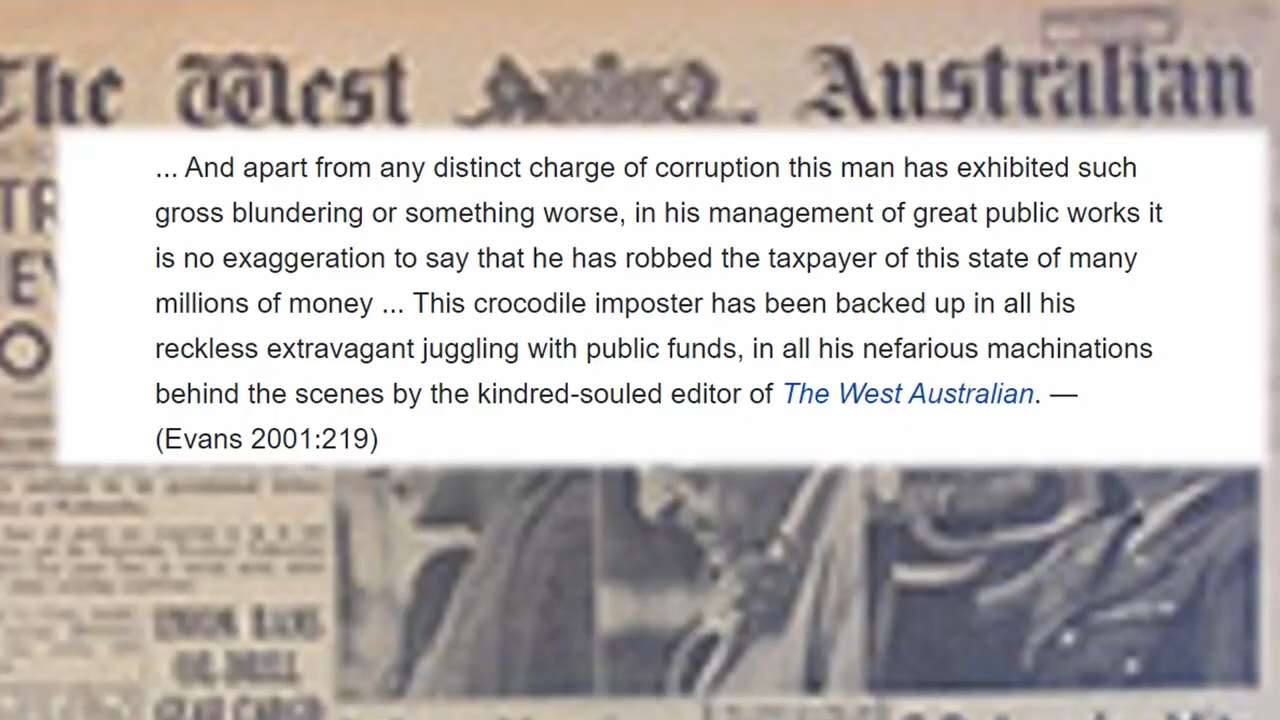 The West Australian
... And apart from any distinct charge of corruption this man has exhibited such
gross blundering or something worse, in his management of great public works it
is no exaggeration to say that he has robbed the taxpayer of this state of many
millions of money ... This crocodile imposter has been backed up in all his
reckless extravagant juggling with public funds, in all his nefarious machinations
behind the scenes by the kindred-souled editor of The West Australian. —
(Evans 2001:219)